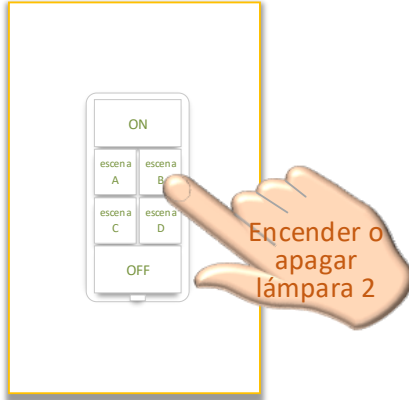 ON
escena escena
A B
escena escena
C D
OFF
Encender o
apagar
lámpara 2